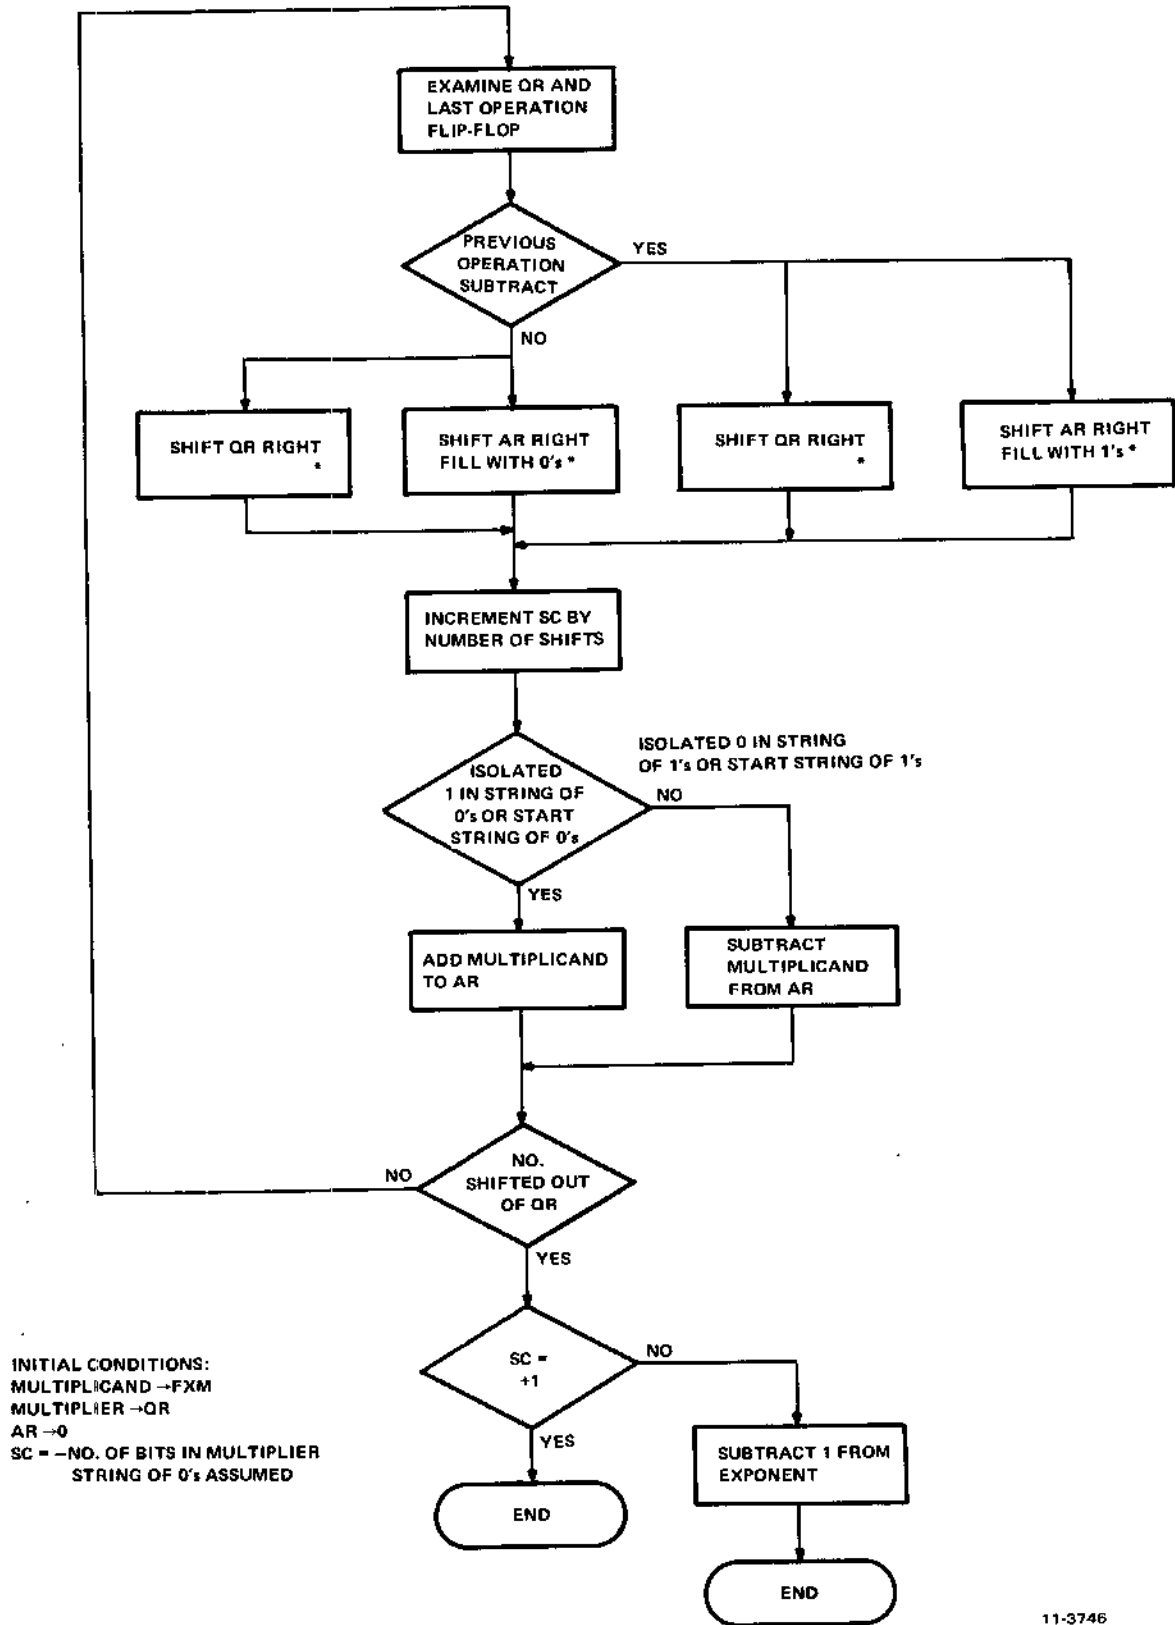 EXAMINE QR AND
LAST OPERATION
FLIP-FLOP
PREVIOUS
OPERATION
SUBTRACT
YES
NO
SHIFT QR RIGHT
*
SHIFT AR RIGHT
FILL WITH 0's *
SHIFT QR RIGHT
*
SHIFT AR RIGHT
FILL WITH 1's *
INCREMENT SC BY
NUMBER OF SHIFTS
ISOLATED
1 IN STRING OF
0's OR START
STRING OF 0's
ISOLATED 0 IN STRING
OF 1's OR START STRING OF 1's
NO
YES
ADD MULTIPLICAND
TO AR
SUBTRACT
MULTIPLICAND
FROM AR
NO.
SHIFTED OUT
OF QR
NO
YES
SC =
+1
NO
YES
INITIAL CONDITIONS:
MULTIPLICAND →FXM
MULTIPLIER →QR
AR →0
SC = –NO. OF BITS IN MULTIPLIER
STRING OF 0's ASSUMED
SUBTRACT 1 FROM
EXPONENT
END
END
11-3746